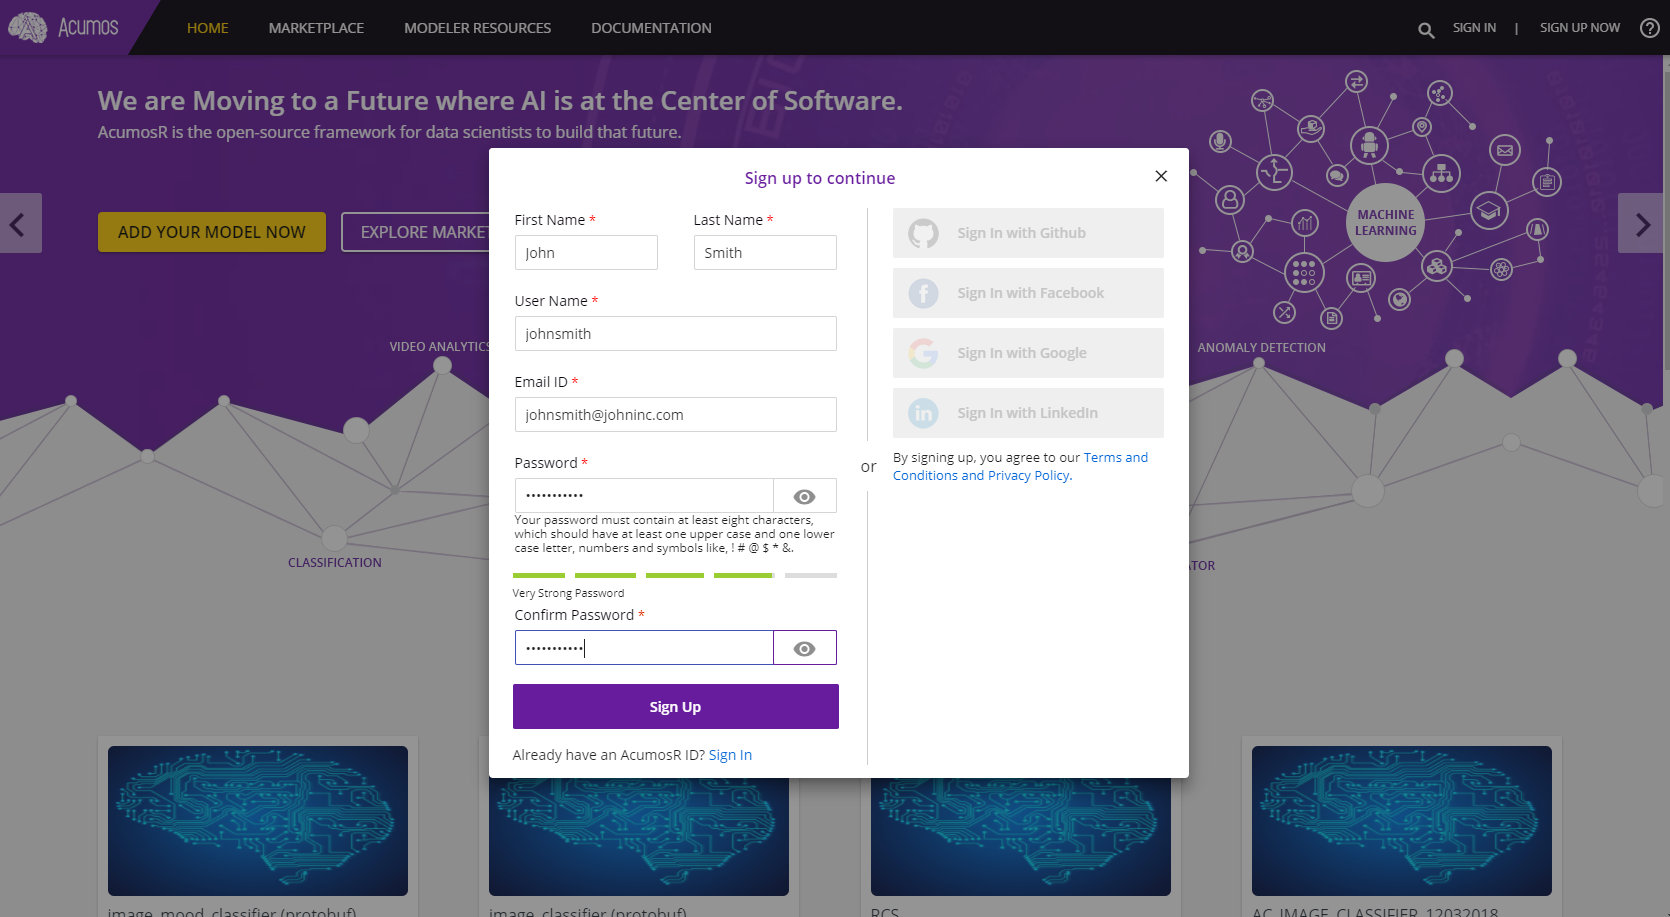 Acumos
HOME
MARKETPLACE
MODELER RESOURCES
DOCUMENTATION
SIGN IN
|
SIGN UP NOW
?
We are Moving to a Future where AI is at the Center of Software.
AcumosR is the open-source framework for data scientists to build that future.
ADD YOUR MODEL NOW
EXPLORE MARKET
MACHINE
LEARNING
VIDEO ANALYTICS
ANOMALY DETECTION
CLASSIFICATION
ATOR
Sign up to continue
First Name *
Last Name *
John
Smith
User Name *
johnsmith
Email ID *
johnsmith@johninc.com
Password *
•••••••••••
Your password must contain at least eight characters,
which should have at least one upper case and one lower
case letter, numbers and symbols like, ! # @ $ * &.
Very Strong Password
Confirm Password *
•••••••••••
Sign Up
Already have an AcumosR ID? Sign In
or
Sign In with Github
Sign In with Facebook
Sign In with Google
Sign In with LinkedIn
By signing up, you agree to our Terms and
Conditions and Privacy Policy.
image_mood_classifier (protobuf)
image_classifier (protobuf)
RCS
AC_IMAGE_CLASSIFIER_12032018